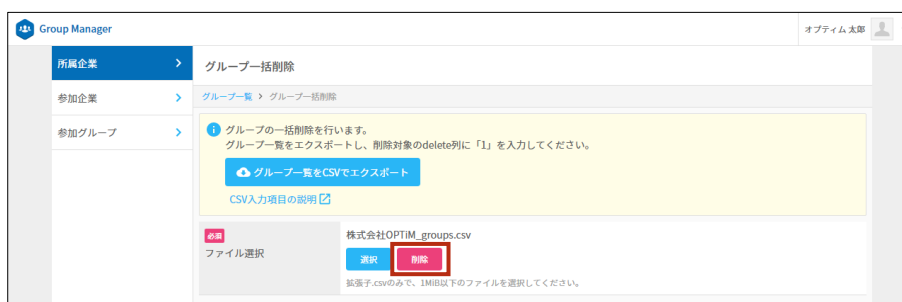 Group Manager
オプティム 太郎
所属企業
参加企業
参加グループ
グループ一括削除
グループ一覧 > グループ一括削除
グループの一括削除を行います。
グループ一覧をエクスポートし、削除対象のdelete列に「1」を入力してください。
グループ一覧をCSVでエクスポート
CSV入力項目の説明
必須
ファイル選択
株式会社OPTiM_groups.csv
選択
削除
拡張子.csvのみで、1MiB以下のファイルを選択してください。